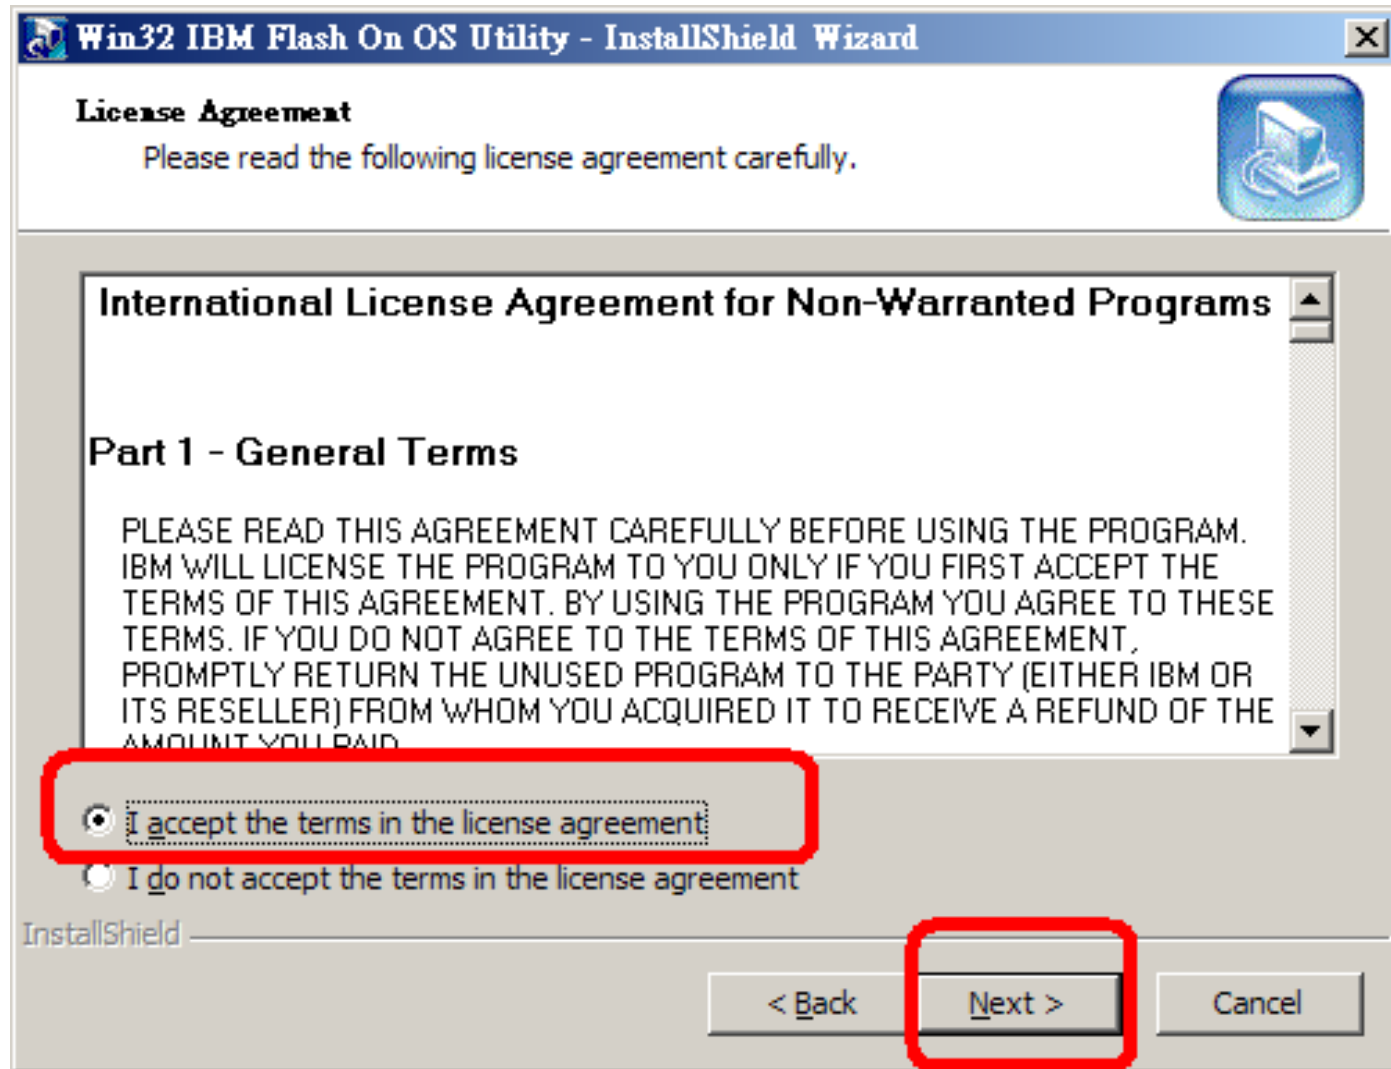 Win32 IBM Flash On OS Utility - InstallShield Wizard
License Agreement
Please read the following license agreement carefully.
International License Agreement for Non-Warranted Programs
Part 1 - General Terms
PLEASE READ THIS AGREEMENT CAREFULLY BEFORE USING THE PROGRAM.
IBM WILL LICENSE THE PROGRAM TO YOU ONLY IF YOU FIRST ACCEPT THE
TERMS OF THIS AGREEMENT. BY USING THE PROGRAM YOU AGREE TO THESE
TERMS. IF YOU DO NOT AGREE TO THE TERMS OF THIS AGREEMENT,
PROMPTLY RETURN THE UNUSED PROGRAM TO THE PARTY (EITHER IBM OR
ITS RESELLER) FROM WHOM YOU ACQUIRED IT TO RECEIVE A REFUND OF THE
AMOUNT YOU PAID
I accept the terms in the license agreement
I do not accept the terms in the license agreement
InstallShield
< Back
Next >
Cancel